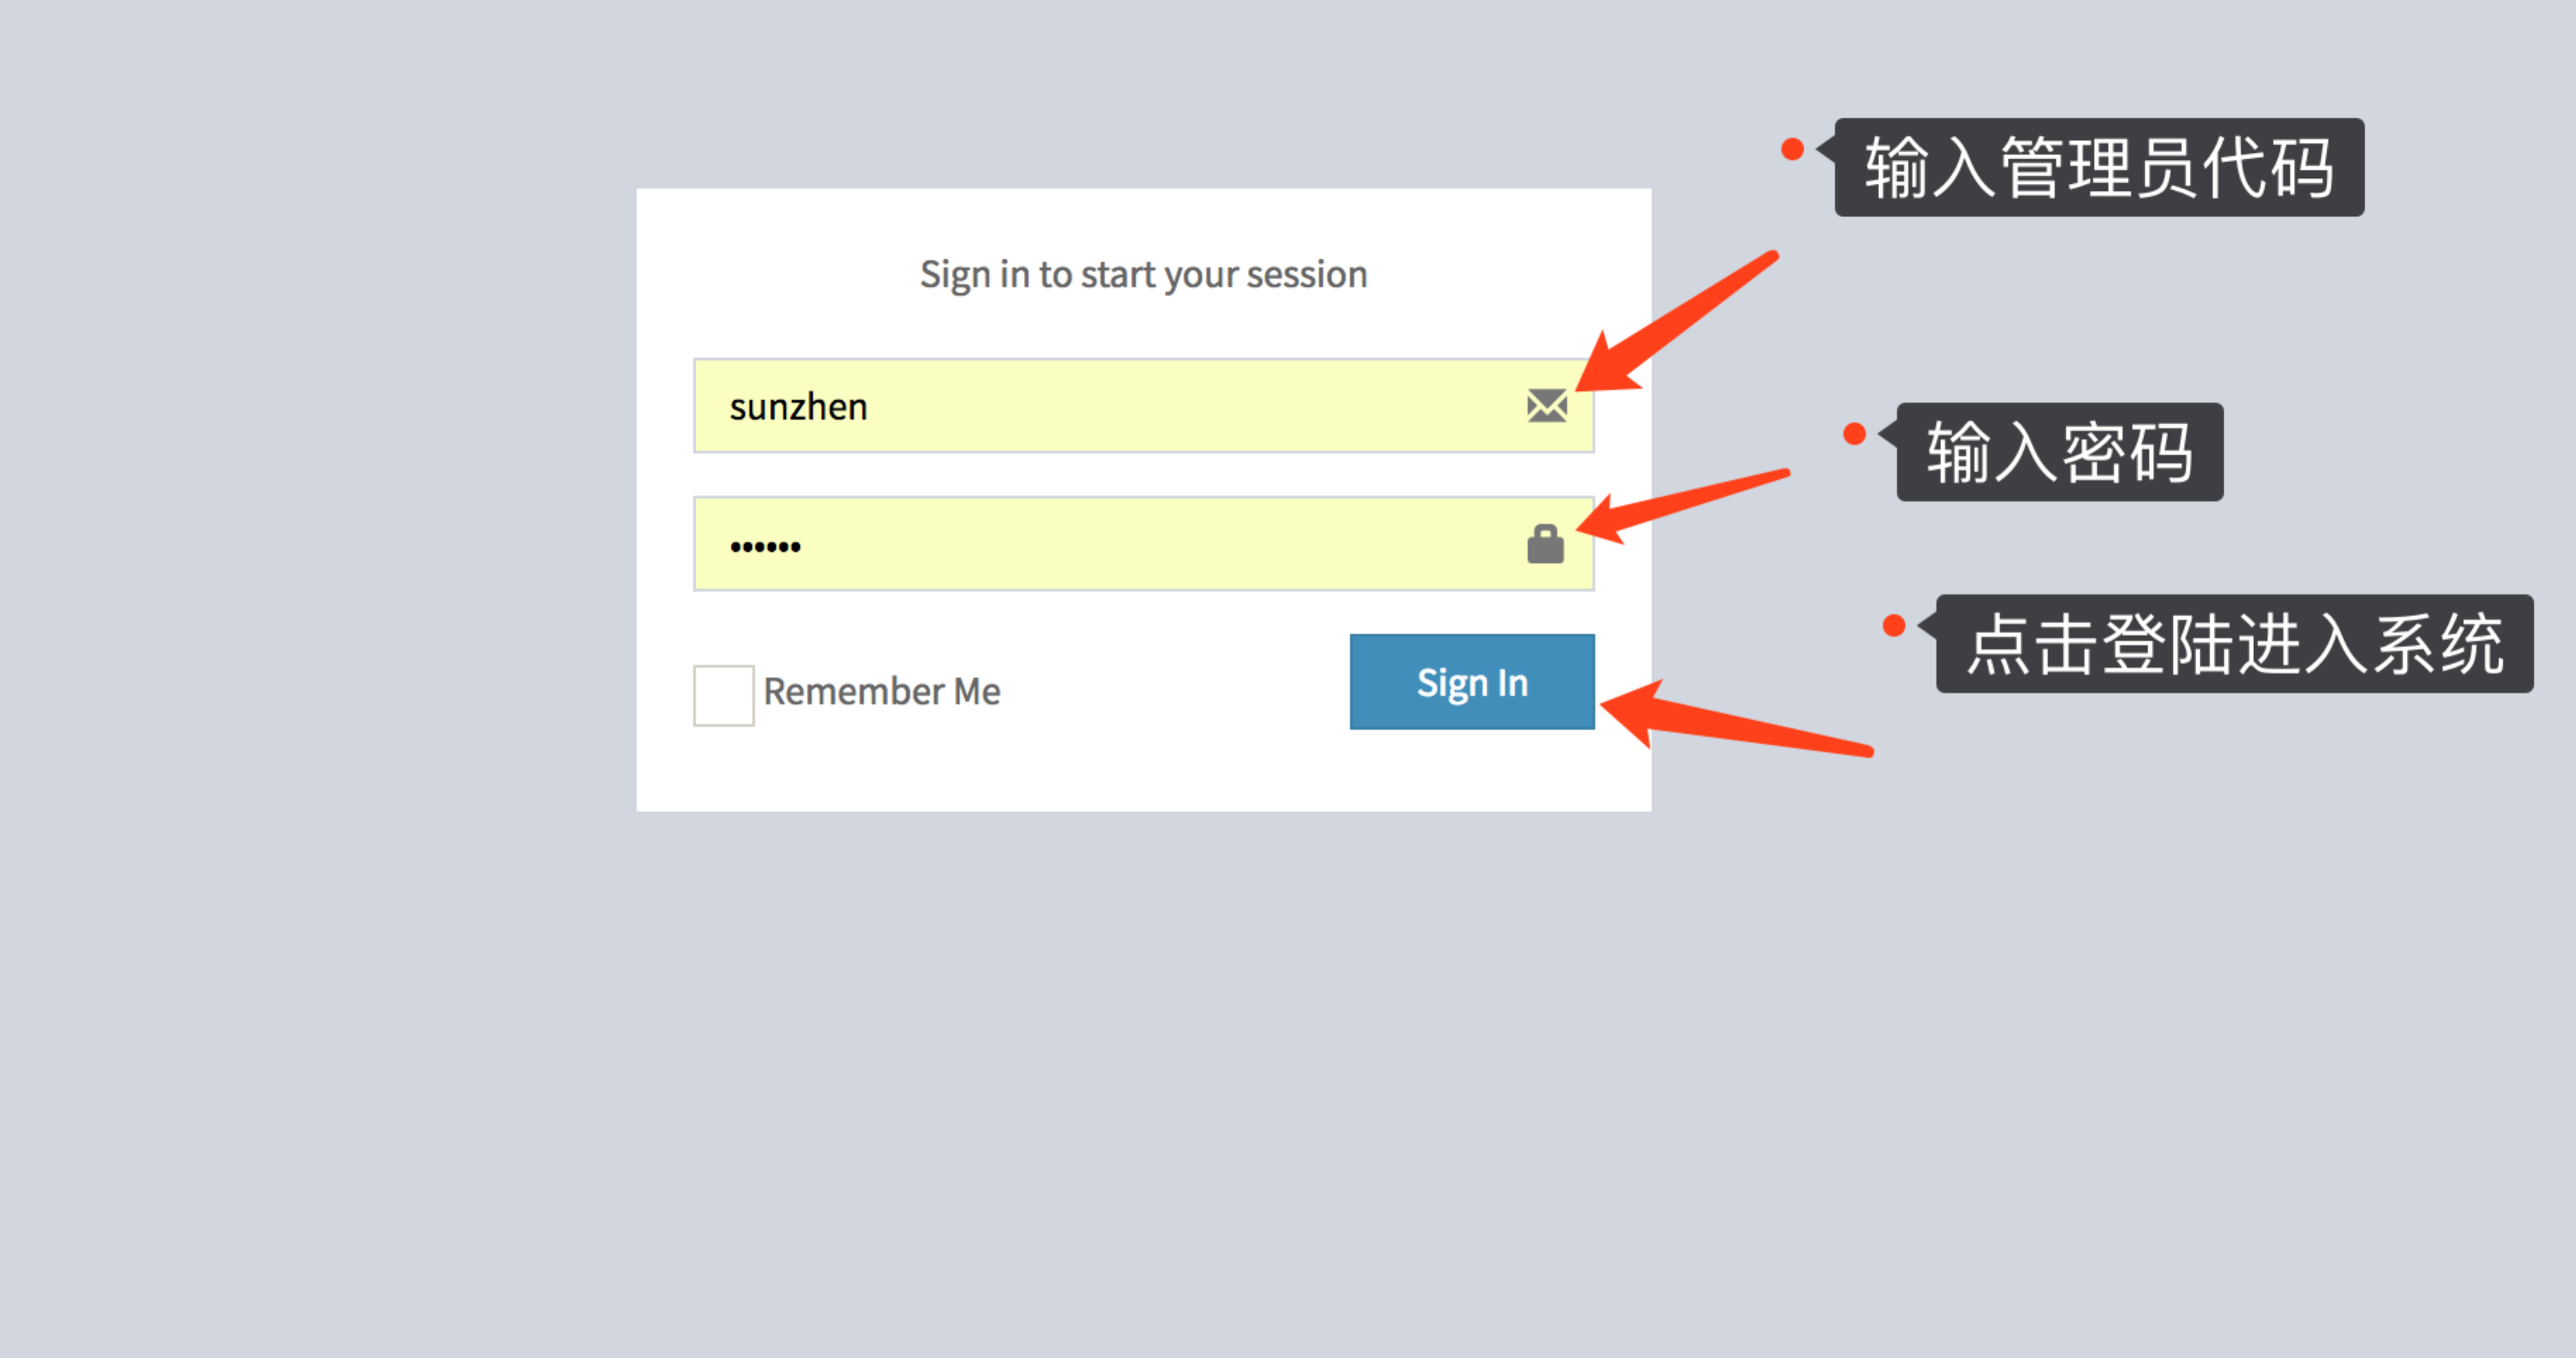 输入管理员代码
Sign in to start your session
sunzhen
输入密码
••••••
点击登陆进入系统
Remember Me
Sign In